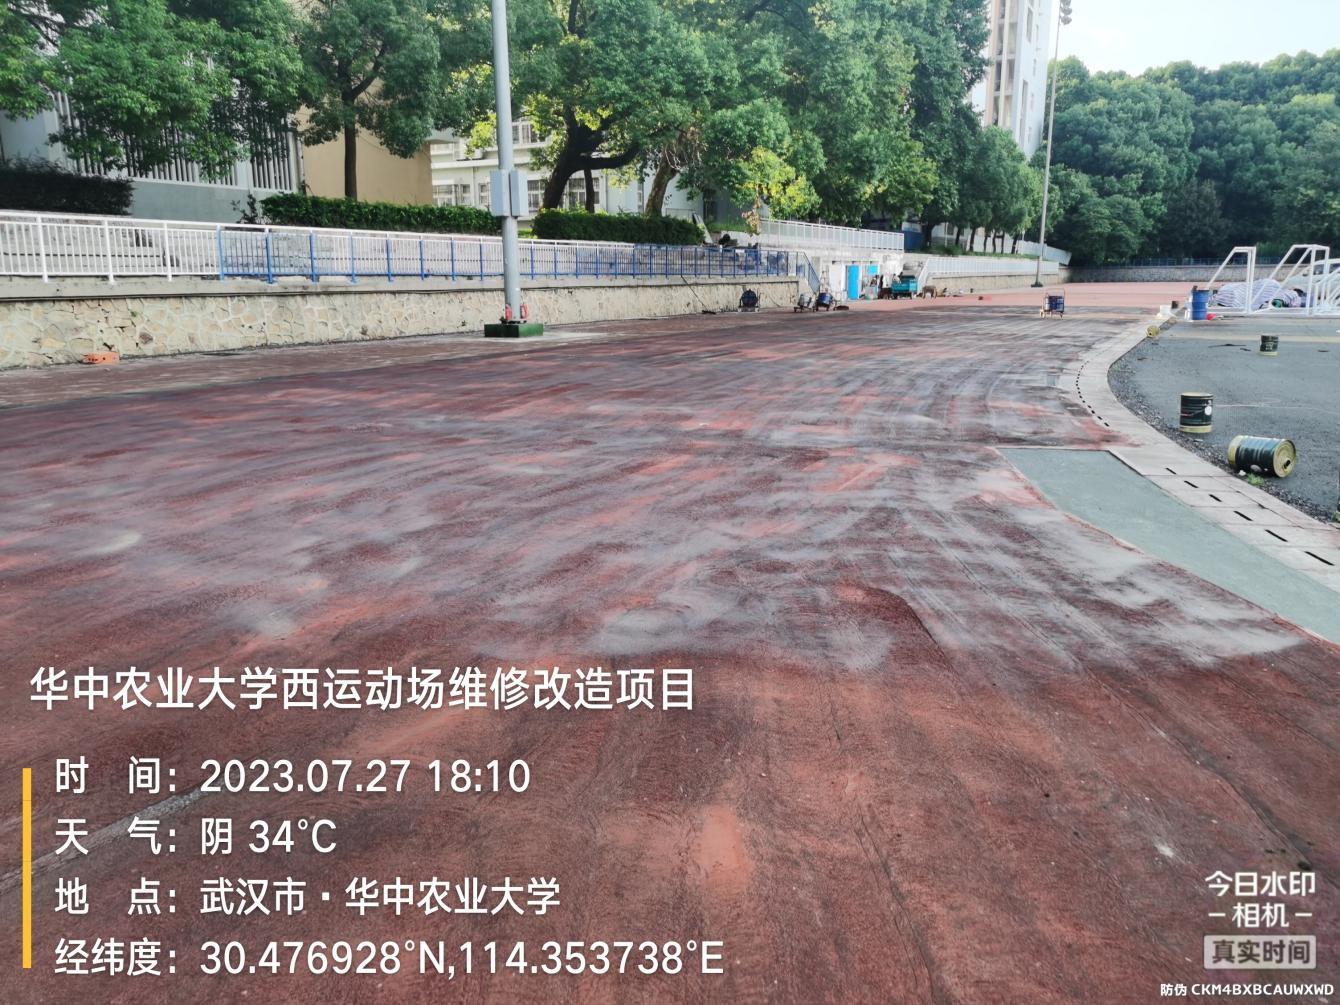 华中农业大学西运动场维修改造项目
时 间：2023.07.27 18:10
天 气：阴 34℃
地 点：武汉市·华中农业大学
经纬度：30.476928°N,114.353738°E
今日水印
-相机-
真实时间
防伪 CKM4BXBCAUWXWD